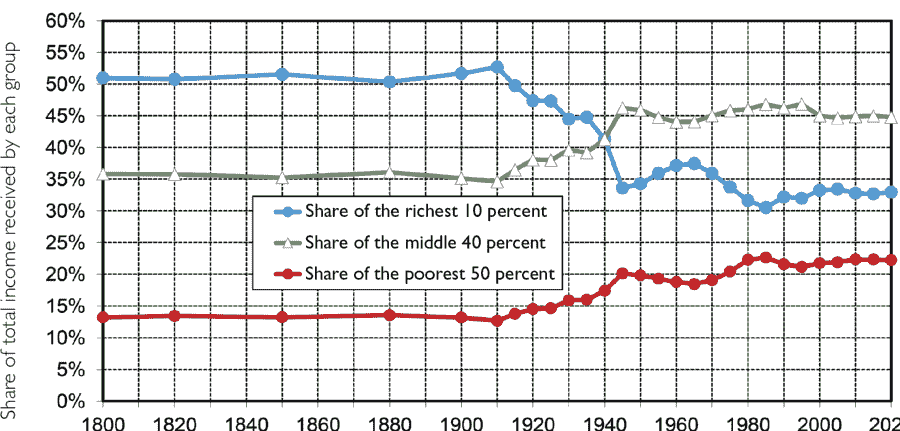 Share of total income received by each group
60%
55%
50%
45%
40%
35%
30%
25%
20%
15%
10%
5%
0%
Share of the richest 10 percent
Share of the middle 40 percent
Share of the poorest 50 percent
1800 1820 1840 1860 1880 1900 1920 1940 1960 1980 2000 202